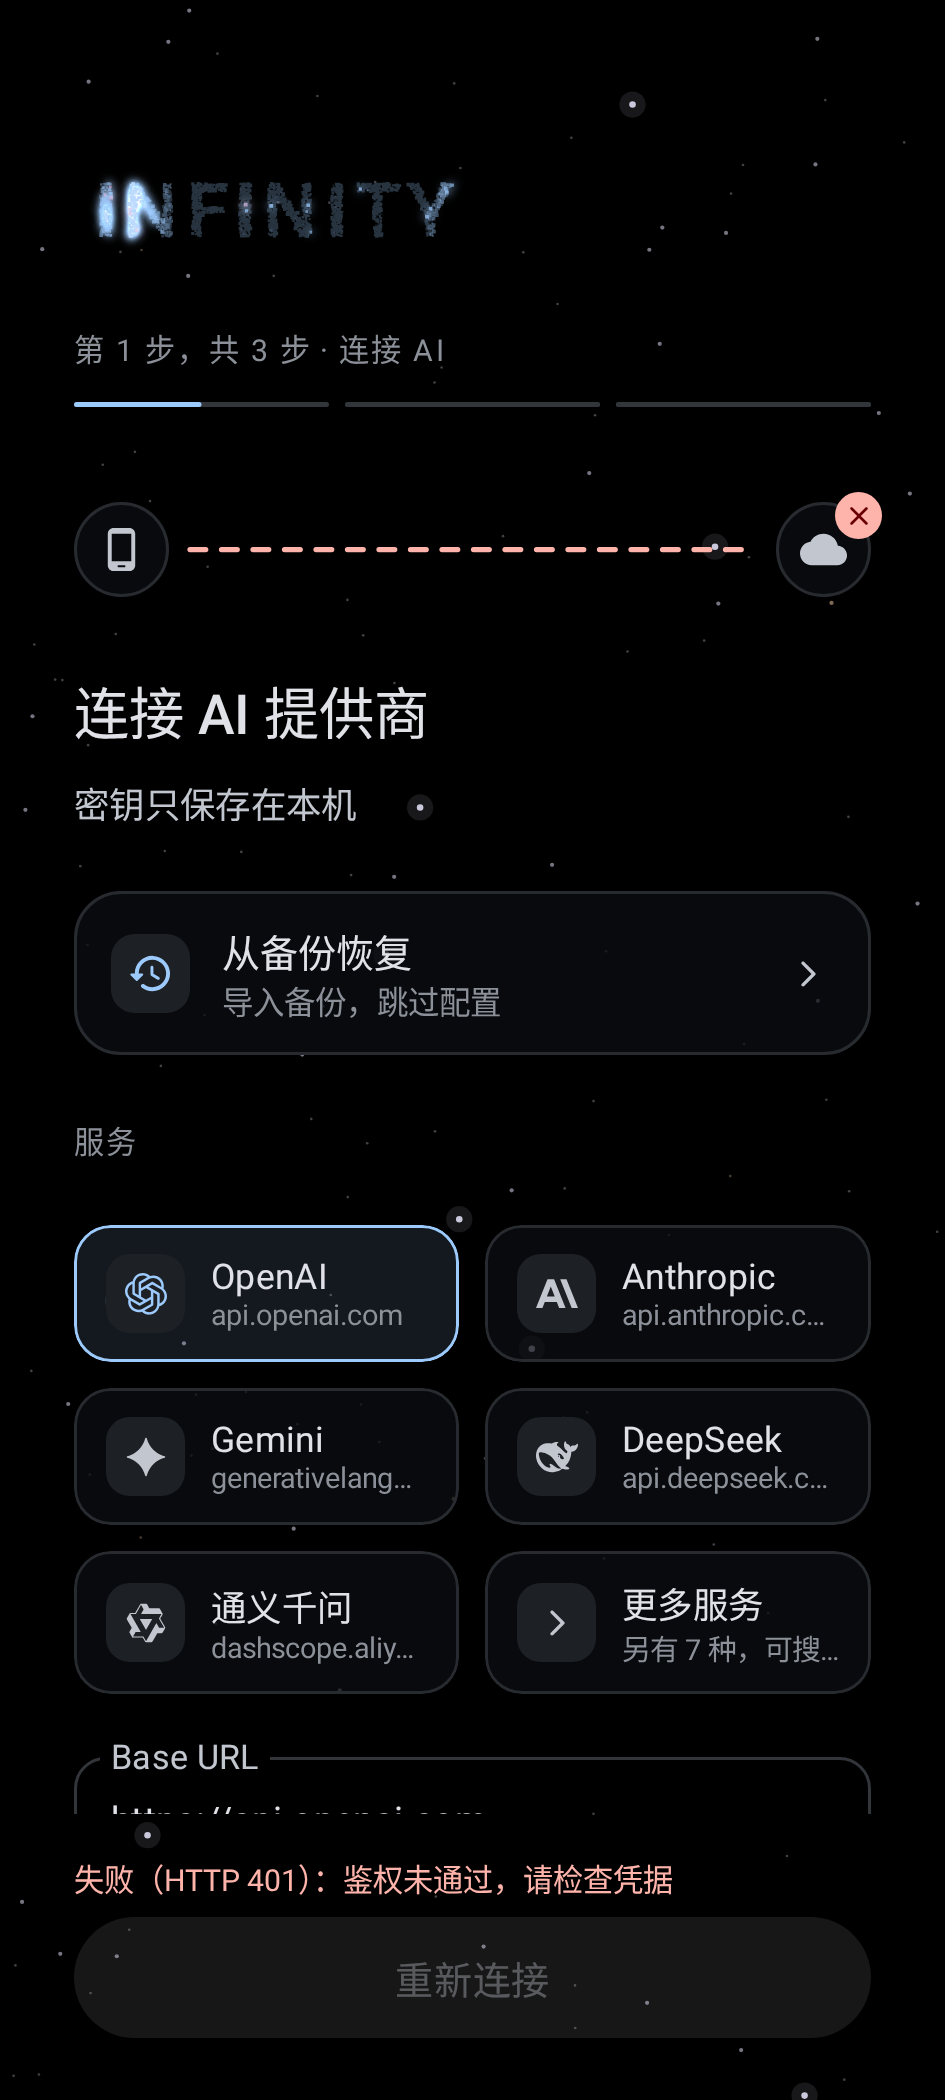 INFINITY
第 1 步，共 3 步 · 连接 AI
连接 AI 提供商
密钥只保存在本机
从备份恢复
导入备份，跳过配置
服务
OpenAI
api.openai.com
Anthropic
api.anthropic.c...
Gemini
generativelang...
DeepSeek
api.deepseek.c...
通义千问
dashscope.aliy...
更多服务
另有 7 种，可搜...
Base URL
https://api.openai.com
失败（HTTP 401）：鉴权未通过，请检查凭据
重新连接